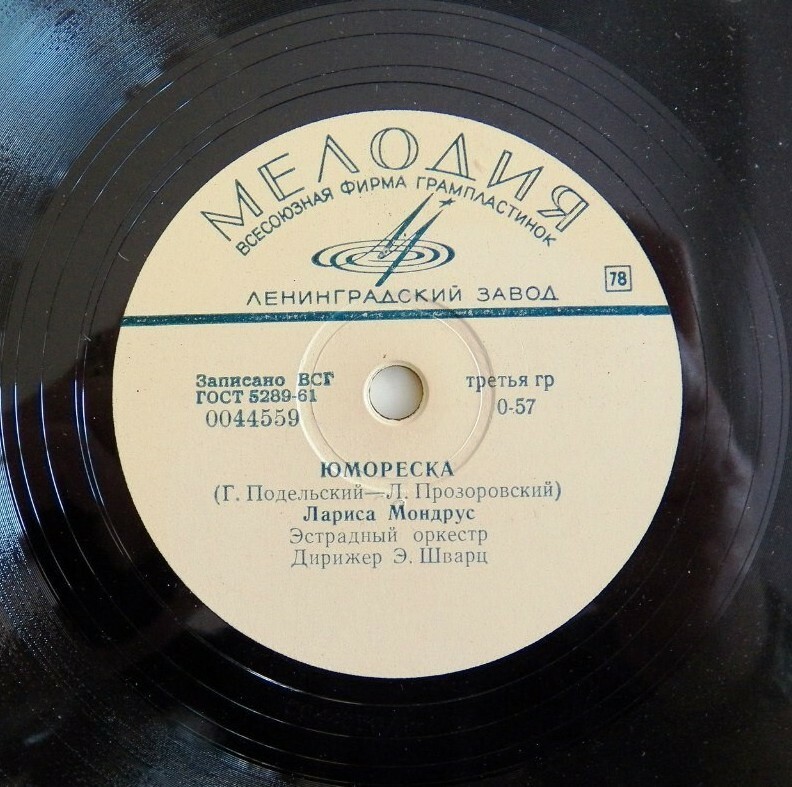 МЕЛОДИЯ
ВСЕСОЮЗНАЯ ФИРМА ГРАМПЛАСТИНОК
ЛЕНИНГРАДСКИЙ ЗАВОД
78
Записано ВСГ
ГОСТ 5289-61
0044559
третья гр
0-57
ЮМОРЕСКА
(Г. Подельский—Л. Прозоровский)
Лариса Мондрус
Эстрадный оркестр
Дирижер Э. Шварц